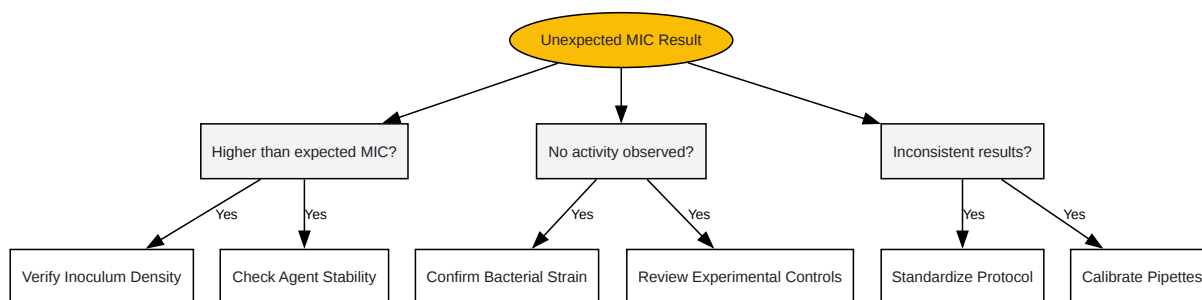 Unexpected MIC Result
Higher than expected MIC?
No activity observed?
Inconsistent results?
Yes
Yes
Yes
Yes
Yes
Yes
Verify Inoculum Density
Check Agent Stability
Confirm Bacterial Strain
Review Experimental Controls
Standardize Protocol
Calibrate Pipettes